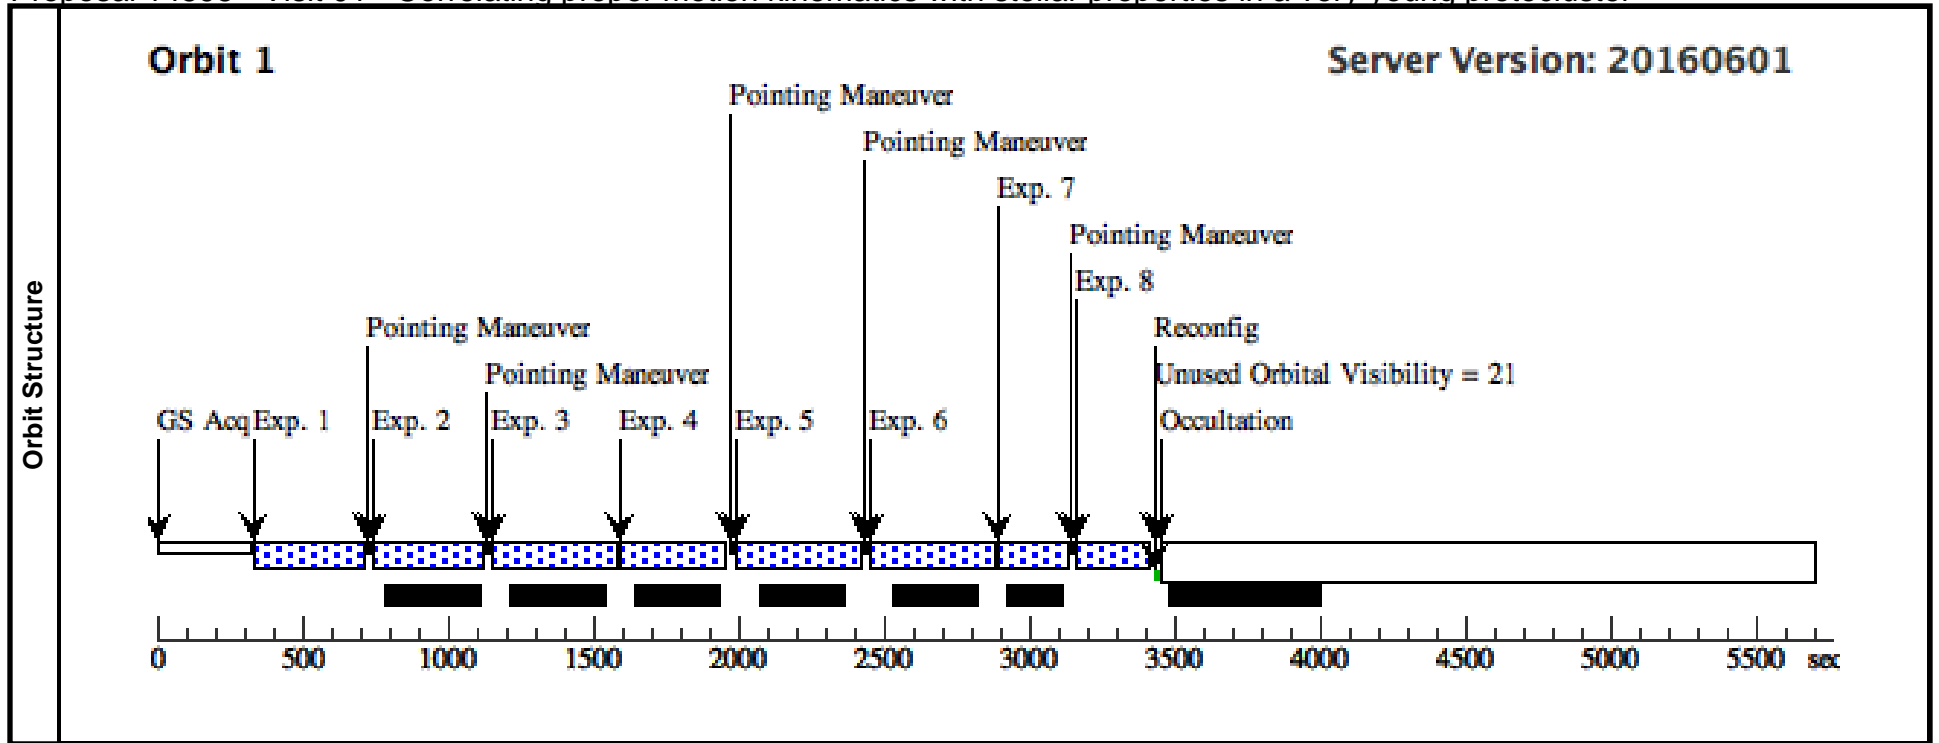 Orbit 1
Server Version: 20160601
Pointing Maneuver
Pointing Maneuver
Exp. 7
Pointing Maneuver
Exp. 8
Pointing Maneuver
Reconfig
Pointing Maneuver
Unused Orbital Visibility = 21
GS Acq Exp. 1 Exp. 2 Exp. 3 Exp. 4 Exp. 5 Exp. 6 Occultation
Orbit Structure
0 500 1000 1500 2000 2500 3000 3500 4000 4500 5000 5500 sec